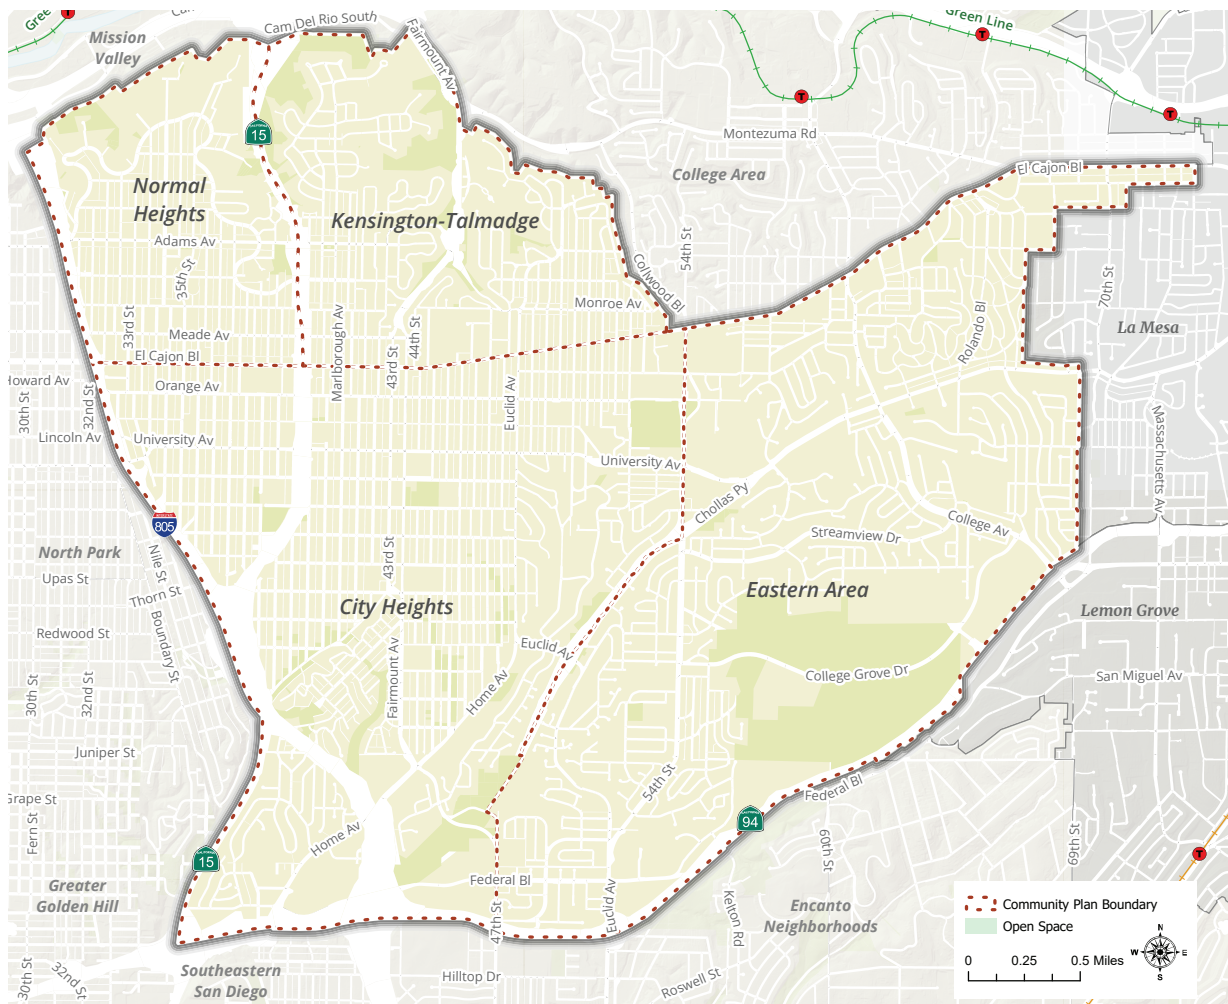 Green Line
Cam Del Rio South
Fairmount Av
Mission
Valley
15
Montezuma Rd
College Area
El Cajon Bl
Normal
Heights
Kensington-Talmadge
Adams Av
35th St
54th St
Collwood Bl
70th St
Monroe Av
33rd St
Meade Av
El Cajon Bl
Marlborough Av
44th St
43rd St
Rolando Bl
La Mesa
Howard Av
30th St
32nd St
Orange Av
Euclid Av
Lincoln Av
University Av
University Av
Massachusetts Av
Chollas Py
805
College Av
Streamview Dr
North Park
Nile St
43rd St
Upas St
Thorn St
Boundary St
City Heights
Eastern Area
Lemon Grove
Redwood St
Euclid Av
30th St
32nd St
Fairmount Av
Home Av
College Grove Dr
San Miguel Av
Juniper St
54th St
Federal Bl
Grape St
Fern St
94
Home Av
60th St
69th St
15
Federal Bl
Greater
Golden Hill
47th St
Euclid Av
Kelton Rd
Encanto
Neighborhoods
30th St
32nd St
Southeastern
San Diego
Hilltop Dr
Roswell St
Community Plan Boundary
Open Space
0 0.25 0.5 Miles
N
W E
S